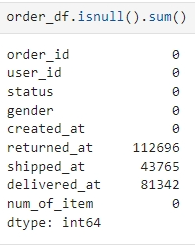 order_df.isnull().sum()
order_id 0
user_id 0
status 0
gender 0
created_at 0
returned_at 112696
shipped_at 43765
delivered_at 81342
num_of_item 0
dtype: int64